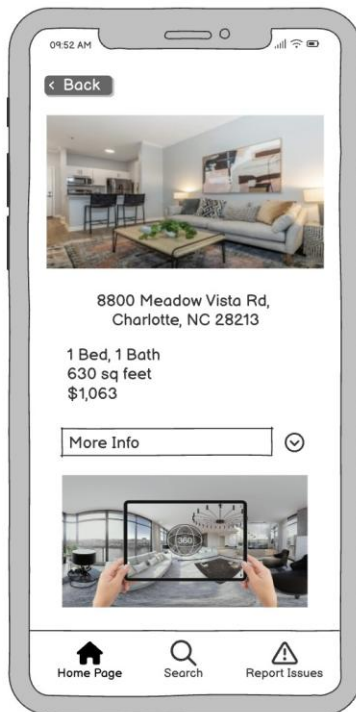 09:52 AM
< Back
8800 Meadow Vista Rd,
Charlotte, NC 28213
1 Bed, 1 Bath
630 sq feet
$1,063
More Info
360
Home Page
Search
Report Issues